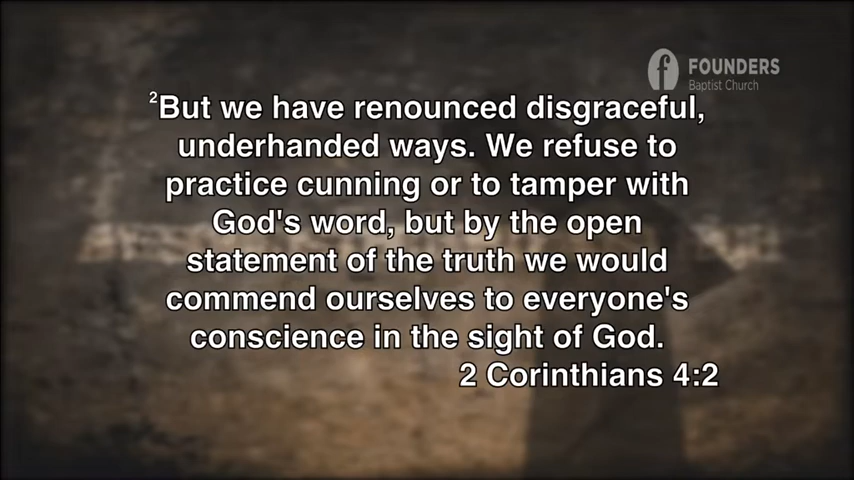 FOUNDERS
Baptist Church
²But we have renounced disgraceful,
underhanded ways. We refuse to
practice cunning or to tamper with
God's word, but by the open
statement of the truth we would
commend ourselves to everyone's
conscience in the sight of God.
2 Corinthians 4:2